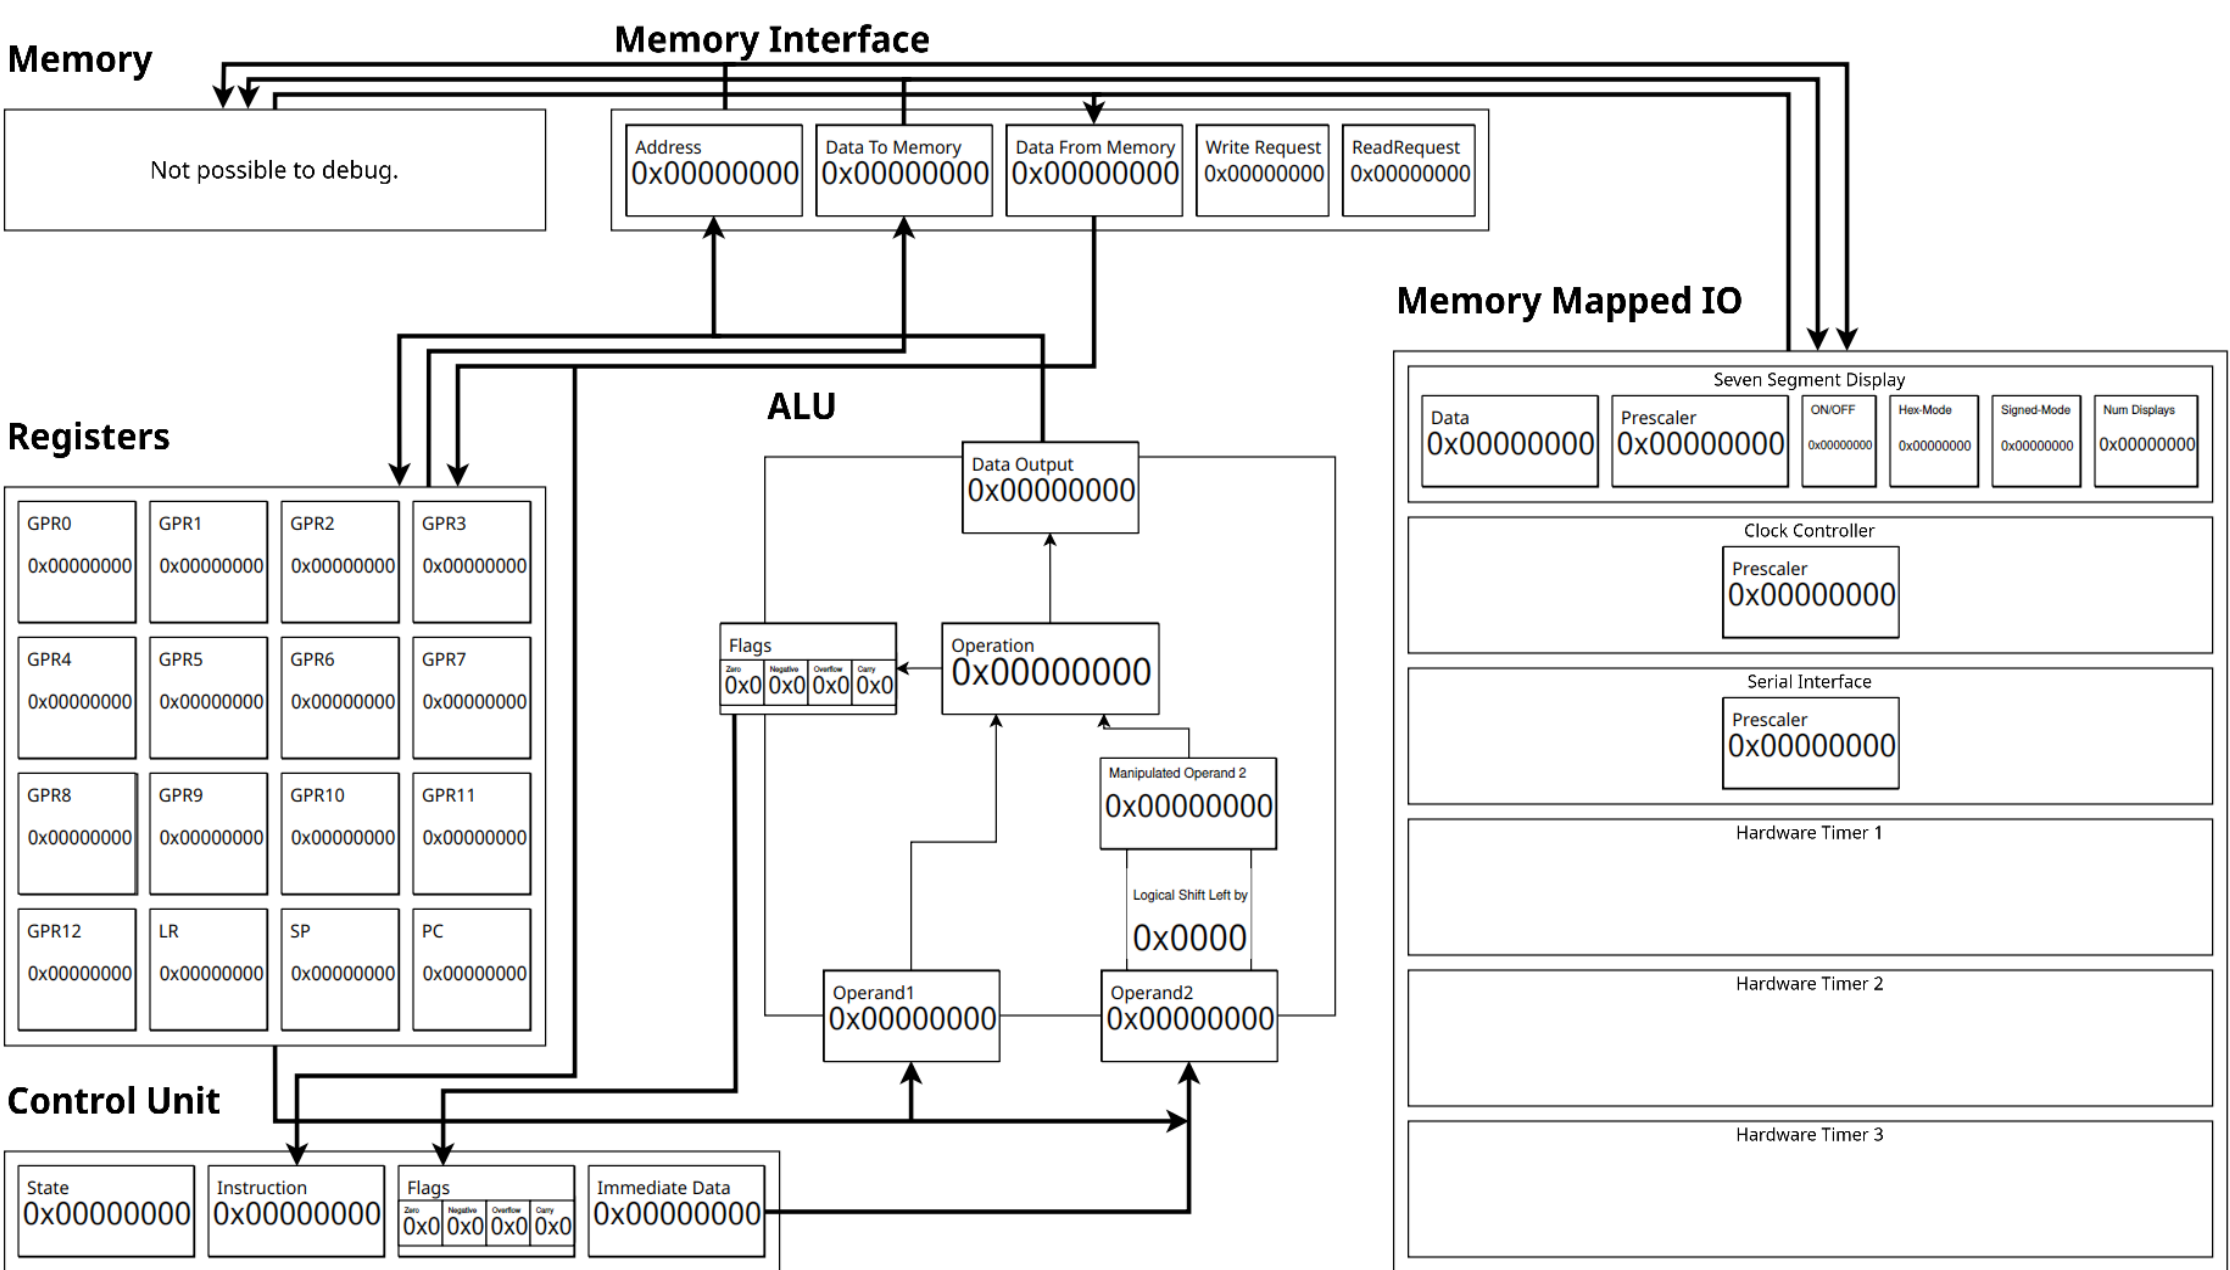 Memory
Memory Interface
Not possible to debug.
Address
0x00000000
Data To Memory
0x00000000
Data From Memory
0x00000000
Write Request
0x00000000
ReadRequest
0x00000000
Memory Mapped IO
Seven Segment Display
Data
0x00000000
Prescaler
0x00000000
ON/OFF
0x00000000
Hex-Mode
0x00000000
Signed-Mode
0x00000000
Num Displays
0x00000000
Clock Controller
Prescaler
0x00000000
Serial Interface
Prescaler
0x00000000
Hardware Timer 1
Hardware Timer 2
Hardware Timer 3
Registers
GPR0
0x00000000
GPR1
0x00000000
GPR2
0x00000000
GPR3
0x00000000
GPR4
0x00000000
GPR5
0x00000000
GPR6
0x00000000
GPR7
0x00000000
GPR8
0x00000000
GPR9
0x00000000
GPR10
0x00000000
GPR11
0x00000000
GPR12
0x00000000
LR
0x00000000
SP
0x00000000
PC
0x00000000
ALU
Data Output
0x00000000
Flags
Zero
0x0
Negative
0x0
Overflow
0x0
Carry
0x0
Operation
0x00000000
Manipulated Operand 2
0x00000000
Logical Shift Left by
0x0000
Operand1
0x00000000
Operand2
0x00000000
Control Unit
State
0x00000000
Instruction
0x00000000
Flags
Zero
0x0
Negative
0x0
Overflow
0x0
Carry
0x0
Immediate Data
0x00000000